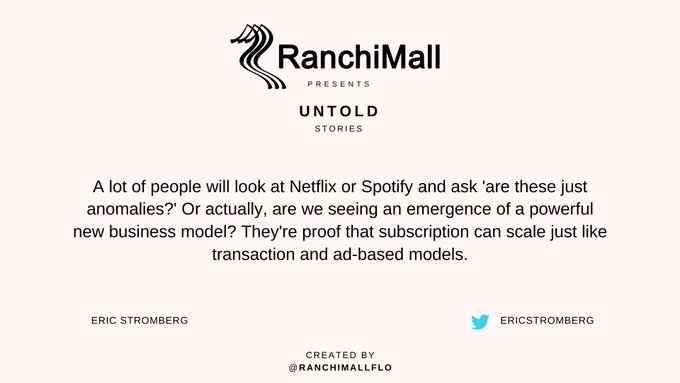 RanchiMall
PRESENTS
UNTOLD
STORIES
A lot of people will look at Netflix or Spotify and ask 'are these just
anomalies?' Or actually, are we seeing an emergence of a powerful
new business model? They're proof that subscription can scale just like
transaction and ad-based models.
ERIC STROMBERG
ERICSTROMBERG
CREATED BY
@RANCHIMALLFLO